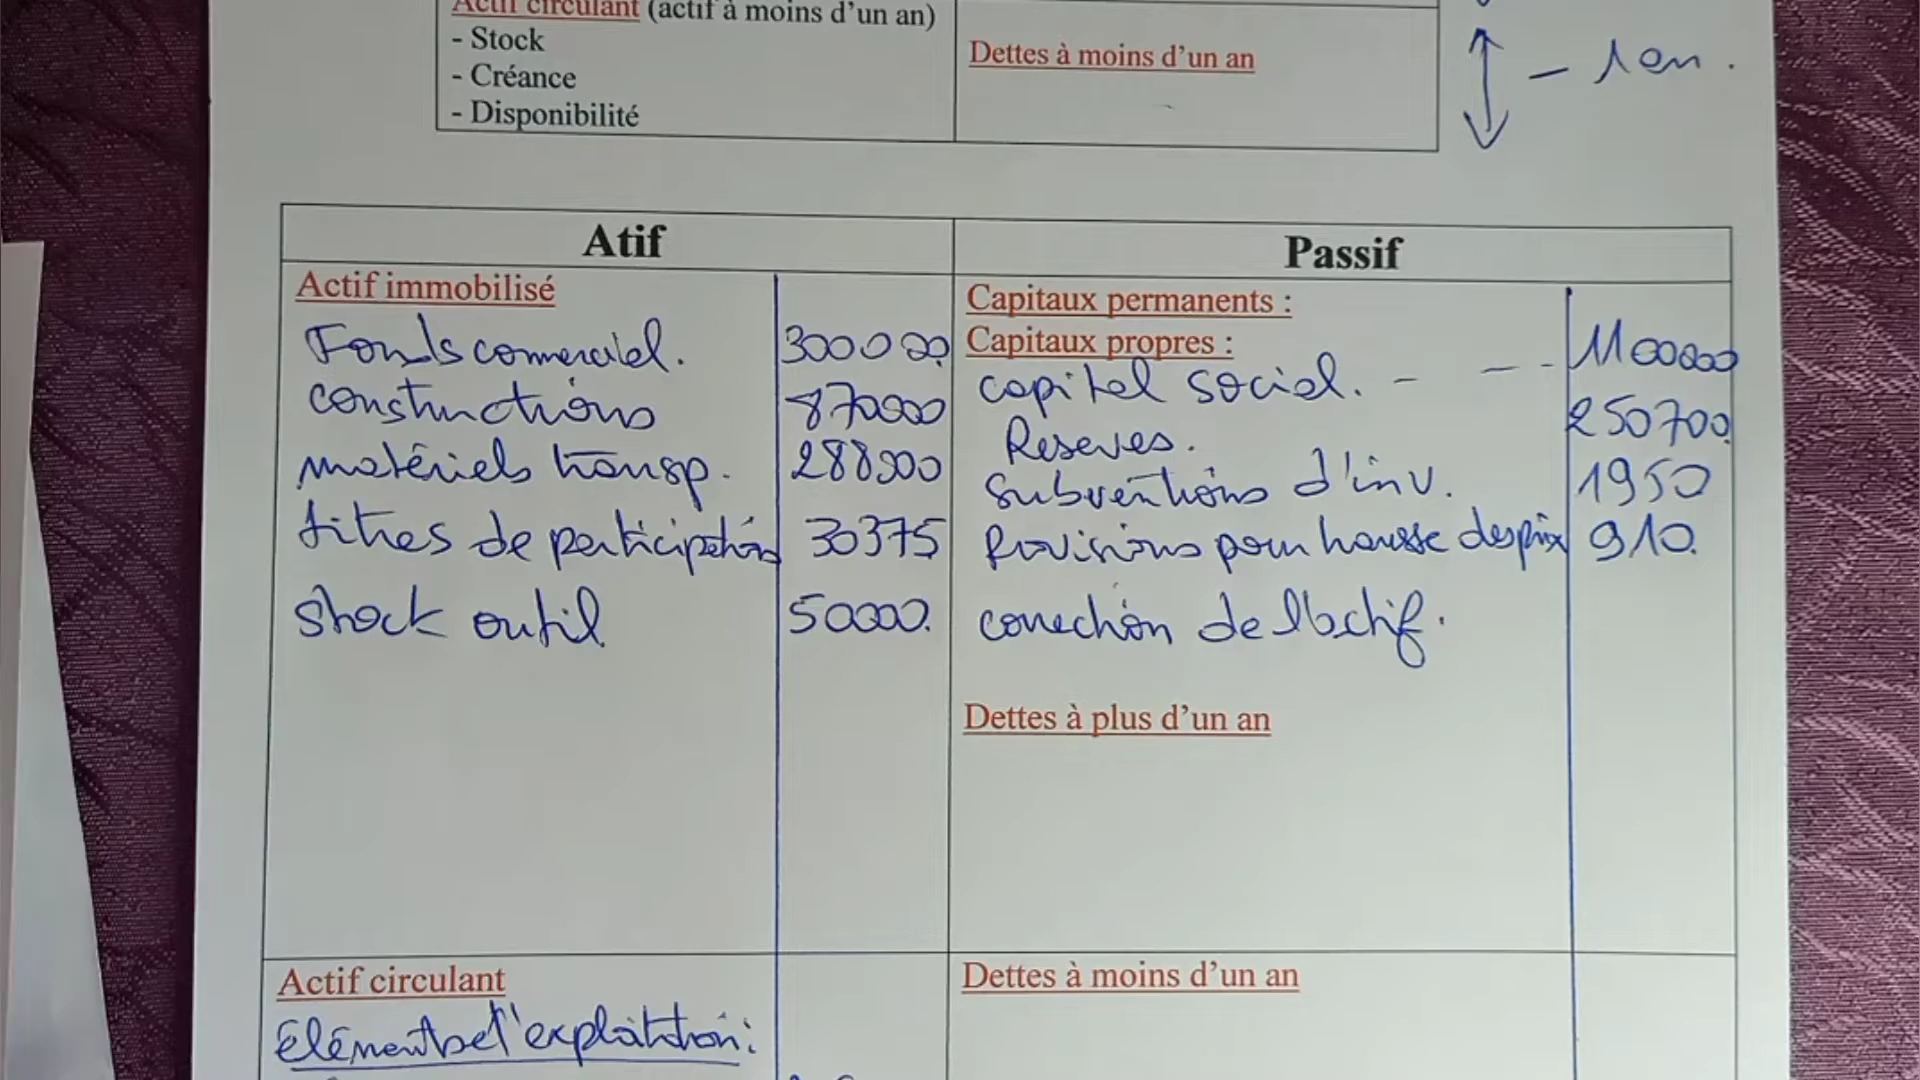 Actif circulant (actif à moins d'un an)
- Stock
- Créance
- Disponibilité
Dettes à moins d'un an
- 1 an.
Atif
Passif
Actif immobilisé
Fonds commercial. 300000
constructions 870000
matériels transp. 288900
titres de participations 30375
Stock outil 50000.
Capitaux permanents :
Capitaux propres :
capital social. - - - - 1100000
Reserves. 250700
Subventions d'inv. 1950
Provisions pour hausse des prix 910.
correction de l'actif.
Dettes à plus d'un an
Actif circulant
élément de l'exploitation:
Dettes à moins d'un an